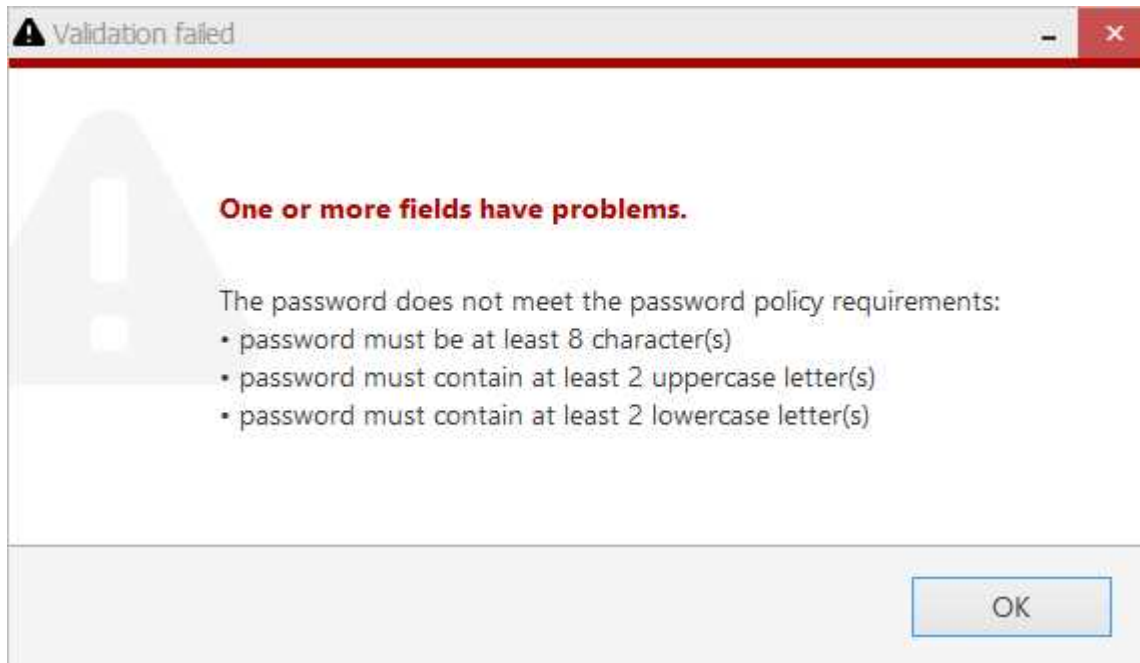 Validation failed
One or more fields have problems.
The password does not meet the password policy requirements:
• password must be at least 8 character(s)
• password must contain at least 2 uppercase letter(s)
• password must contain at least 2 lowercase letter(s)
OK